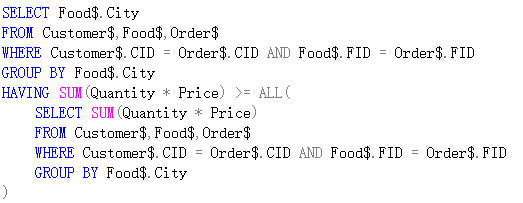 SELECT Food$.City
FROM Customer$,Food$,Order$
WHERE Customer$.CID = Order$.CID AND Food$.FID = Order$.FID
GROUP BY Food$.City
HAVING SUM(Quantity * Price) >= ALL(
    SELECT SUM(Quantity * Price)
    FROM Customer$,Food$,Order$
    WHERE Customer$.CID = Order$.CID AND Food$.FID = Order$.FID
    GROUP BY Food$.City
)